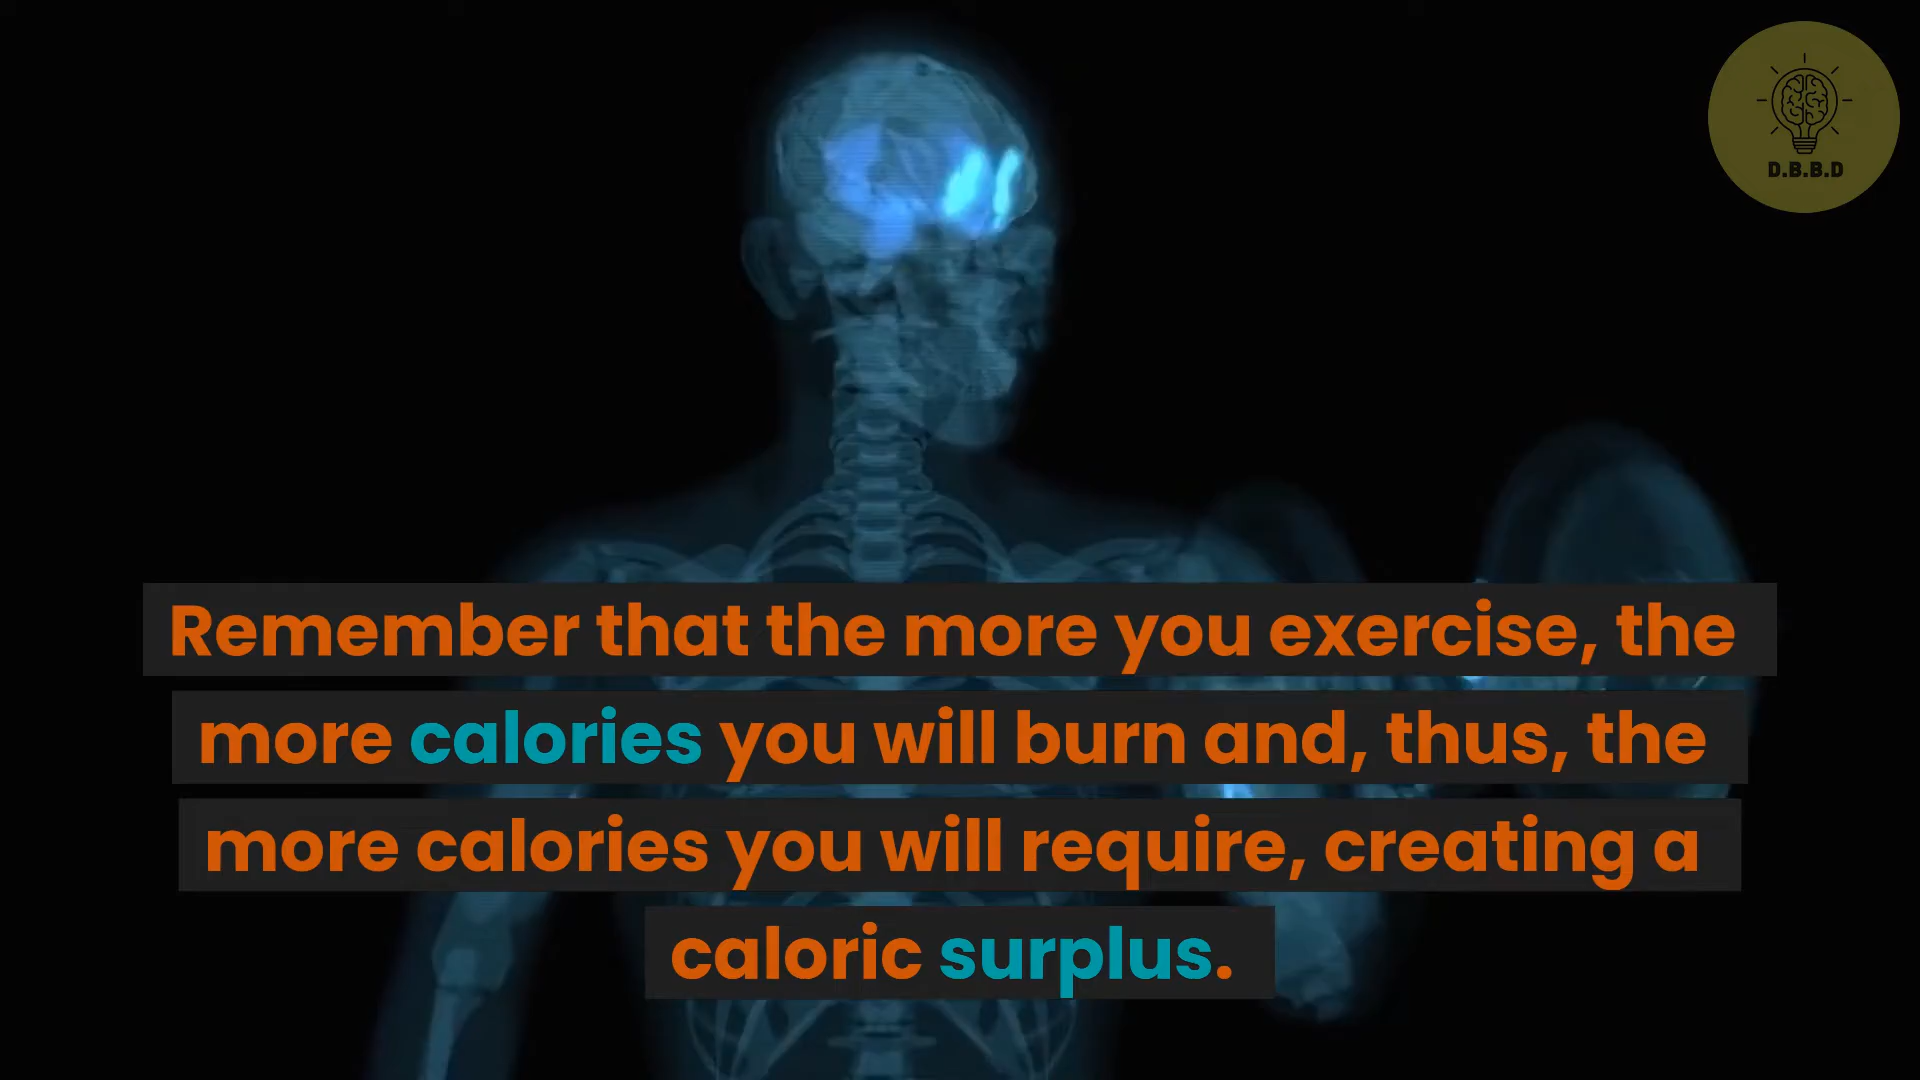 D.B.B.D
Remember that the more you exercise, the
more calories you will burn and, thus, the
more calories you will require, creating a
caloric surplus.